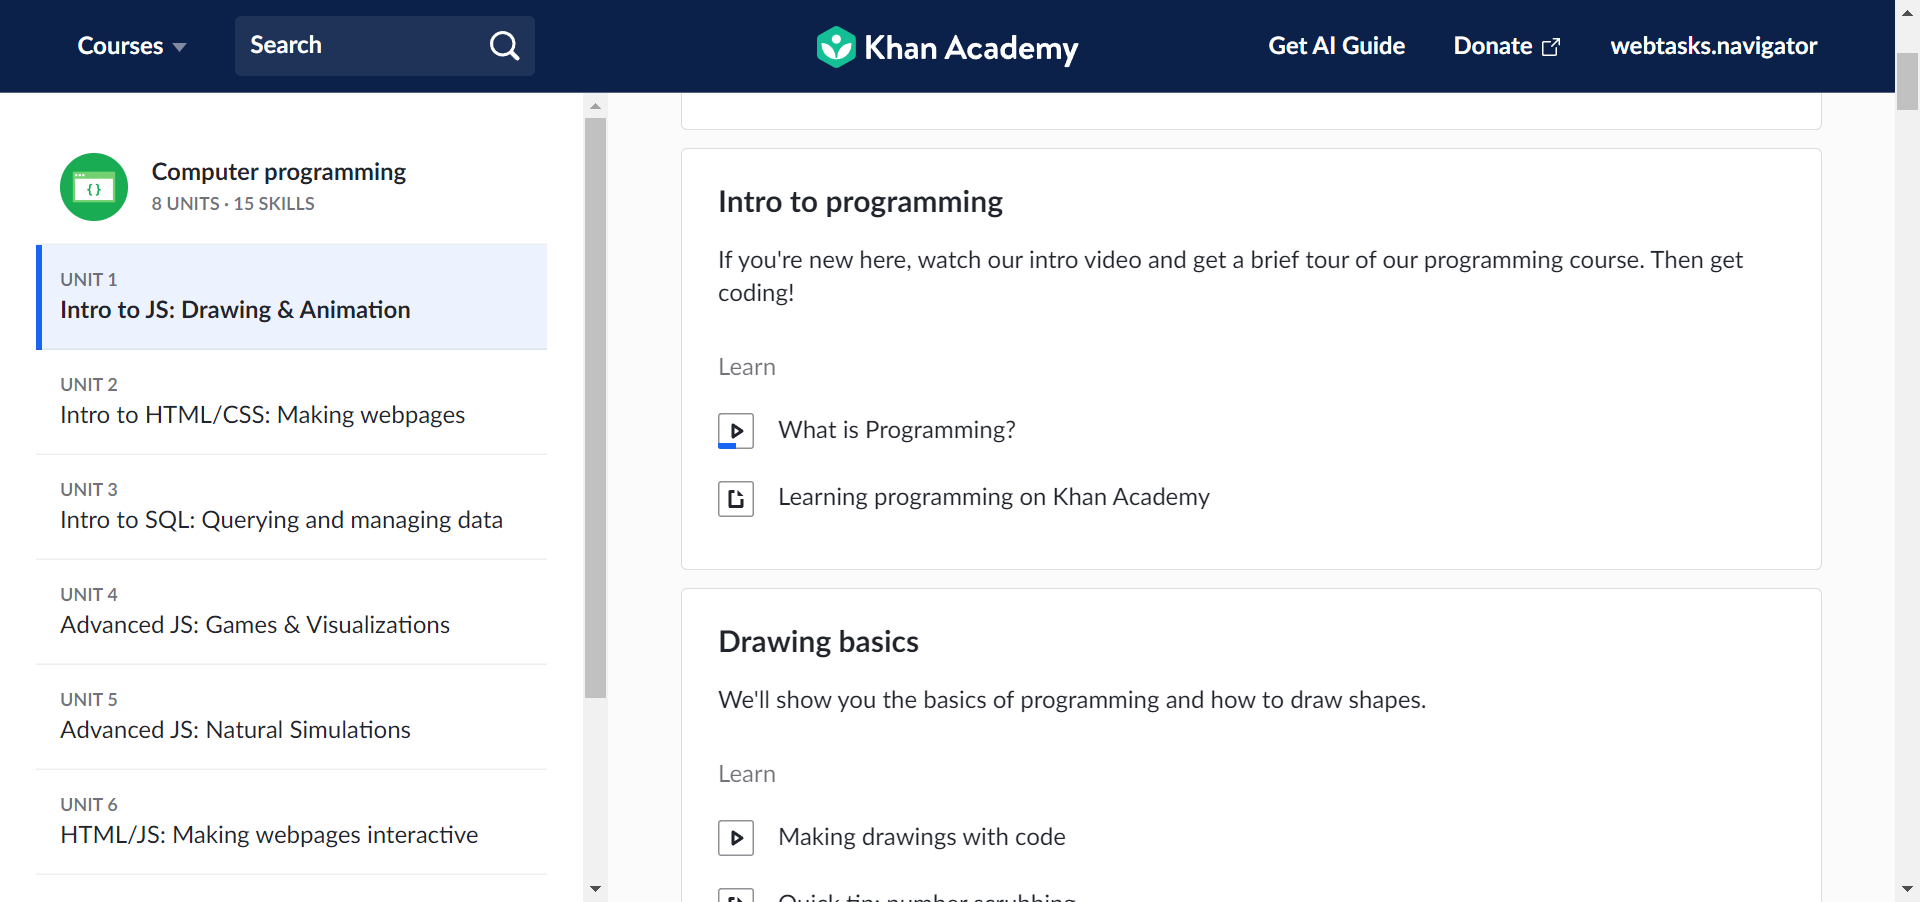 Courses
Search
Khan Academy
Get AI Guide
Donate
webtasks.navigator
Computer programming
8 UNITS · 15 SKILLS
UNIT 1
Intro to JS: Drawing & Animation
UNIT 2
Intro to HTML/CSS: Making webpages
UNIT 3
Intro to SQL: Querying and managing data
UNIT 4
Advanced JS: Games & Visualizations
UNIT 5
Advanced JS: Natural Simulations
UNIT 6
HTML/JS: Making webpages interactive
Intro to programming
If you're new here, watch our intro video and get a brief tour of our programming course. Then get
coding!
Learn
What is Programming?
Learning programming on Khan Academy
Drawing basics
We'll show you the basics of programming and how to draw shapes.
Learn
Making drawings with code
Quick tip: number scrubbing